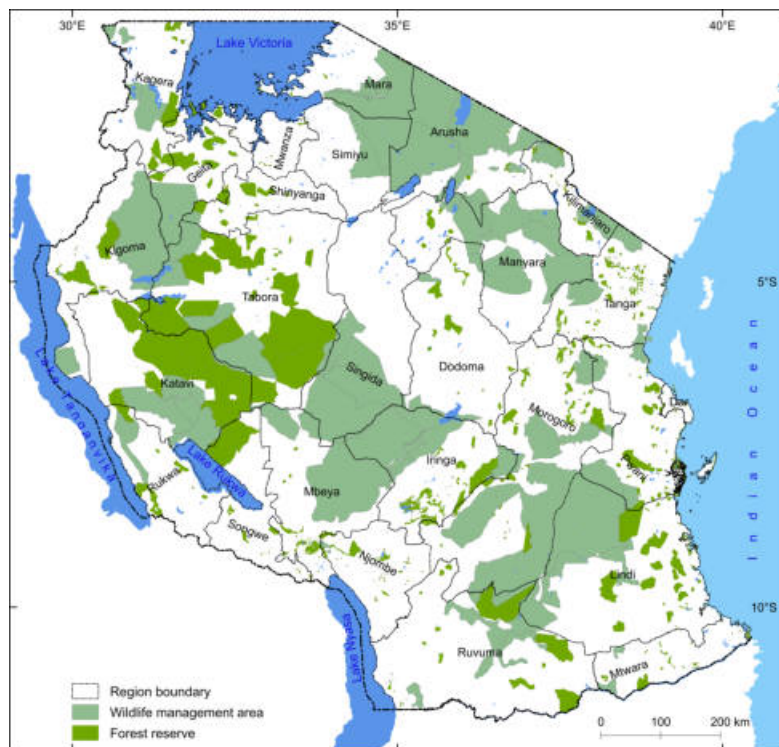 30°E
35°E
40°E
Lake Victoria
Kagera
Mara
Arusha
Mwanza
Simiyu
Geita
Shinyanga
Kilimanjaro
Kigoma
Manyara
5°S
Tabora
Tanga
Lake Tanganyika
Singida
Dodoma
Katavi
Dar
Morogoro
Indian Ocean
Iringa
Pwani
Lake Rukwa
Rukwa
Mbeya
Songwe
Njombe
Lindi
10°S
Lake Nyasa
Ruvuma
Mtwara
Region boundary
Wildlife management area
Forest reserve
0 100 200 km